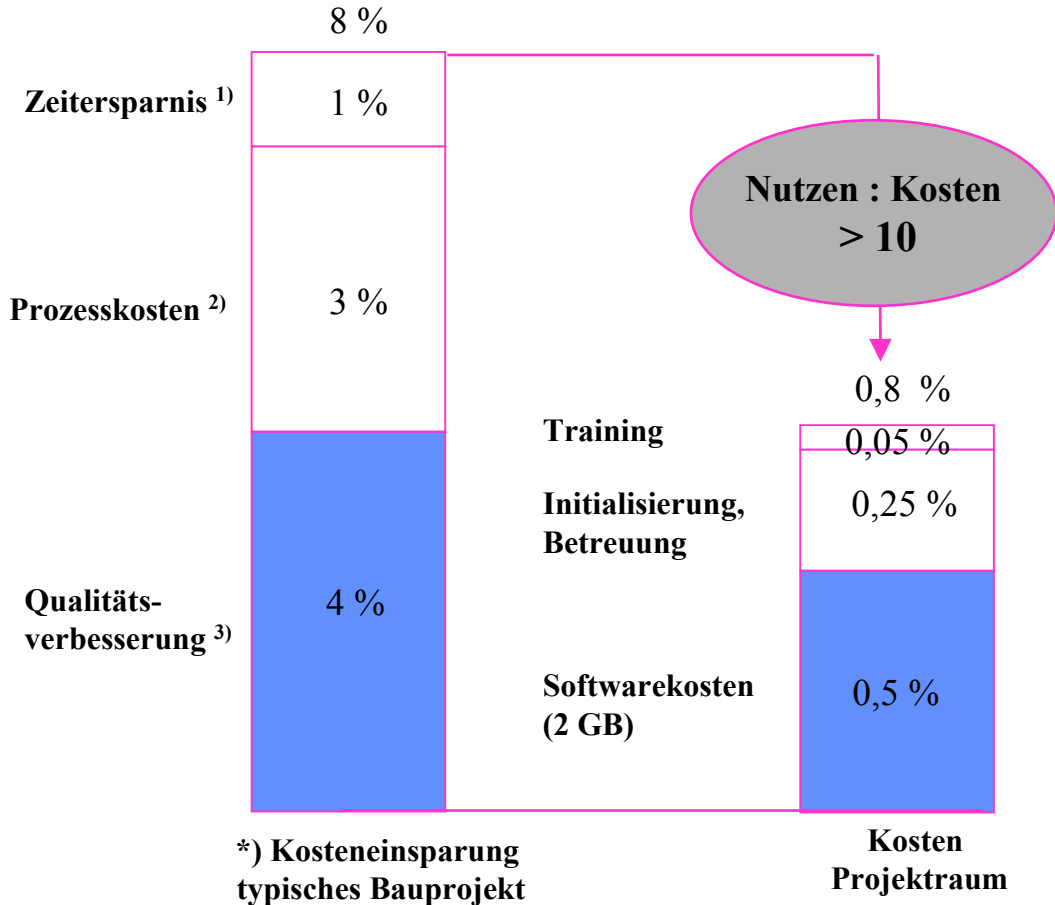 8 %
Zeitersparnis 1)
1 %
Nutzen : Kosten
> 10
Prozesskosten 2)
3 %
0,8 %
Training
0,05 %
Initialisierung,
Betreuung
0,25 %
Qualitäts-
verbesserung 3)
4 %
Softwarekosten
(2 GB)
0,5 %
*) Kosteneinsparung
typisches Bauprojekt
Kosten
Projektraum